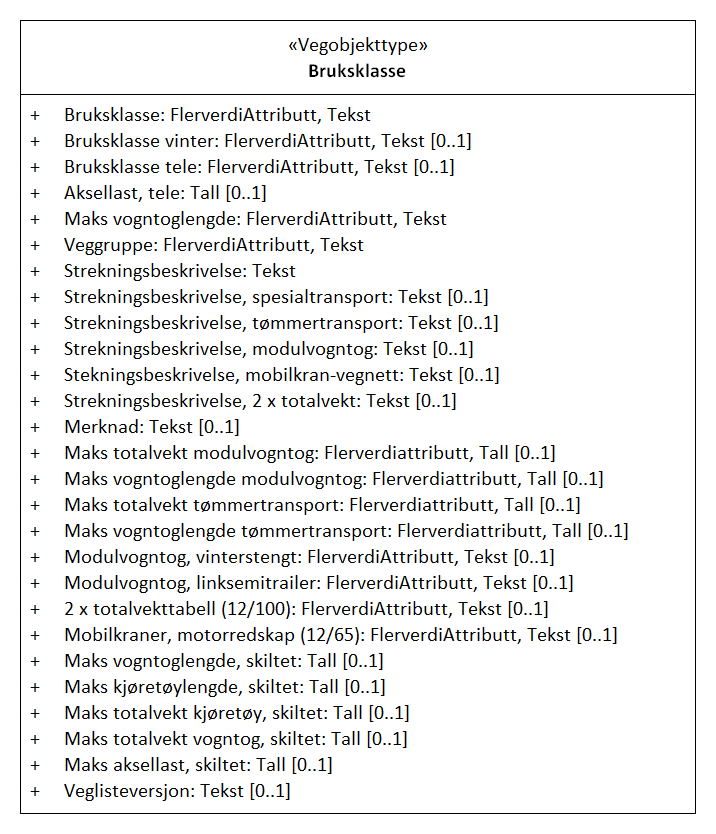 «Vegobjekttype»
Bruksklasse
+ Bruksklasse: FlerverdiAttributt, Tekst
+ Bruksklasse vinter: FlerverdiAttributt, Tekst [0..1]
+ Bruksklasse tele: FlerverdiAttributt, Tekst [0..1]
+ Aksellast, tele: Tall [0..1]
+ Maks vogntoglengde: FlerverdiAttributt, Tekst
+ Veggruppe: FlerverdiAttributt, Tekst
+ Strekningsbeskrivelse: Tekst
+ Strekningsbeskrivelse, spesialtransport: Tekst [0..1]
+ Strekningsbeskrivelse, tømmertransport: Tekst [0..1]
+ Strekningsbeskrivelse, modulvogntog: Tekst [0..1]
+ Stekningsbeskrivelse, mobilkran-vegnett: Tekst [0..1]
+ Strekningsbeskrivelse, 2 x totalvekt: Tekst [0..1]
+ Merknad: Tekst [0..1]
+ Maks totalvekt modulvogntog: Flerverdiattributt, Tall [0..1]
+ Maks vogntoglengde modulvogntog: Flerverdiattributt, Tall [0..1]
+ Maks totalvekt tømmertransport: Flerverdiattributt, Tall [0..1]
+ Maks vogntoglengde tømmertransport: Flerverdiattributt, Tall [0..1]
+ Modulvogntog, vinterstengt: FlerverdiAttributt, Tekst [0..1]
+ Modulvogntog, linksemitrailer: FlerverdiAttributt, Tekst [0..1]
+ 2 x totalvekttabell (12/100): FlerverdiAttributt, Tekst [0..1]
+ Mobilkraner, motorredskap (12/65): FlerverdiAttributt, Tekst [0..1]
+ Maks vogntoglengde, skiltet: Tall [0..1]
+ Maks kjøretøylengde, skiltet: Tall [0..1]
+ Maks totalvekt kjøretøy, skiltet: Tall [0..1]
+ Maks totalvekt vogntog, skiltet: Tall [0..1]
+ Maks aksellast, skiltet: Tall [0..1]
+ Veglisteversjon: Tekst [0..1]